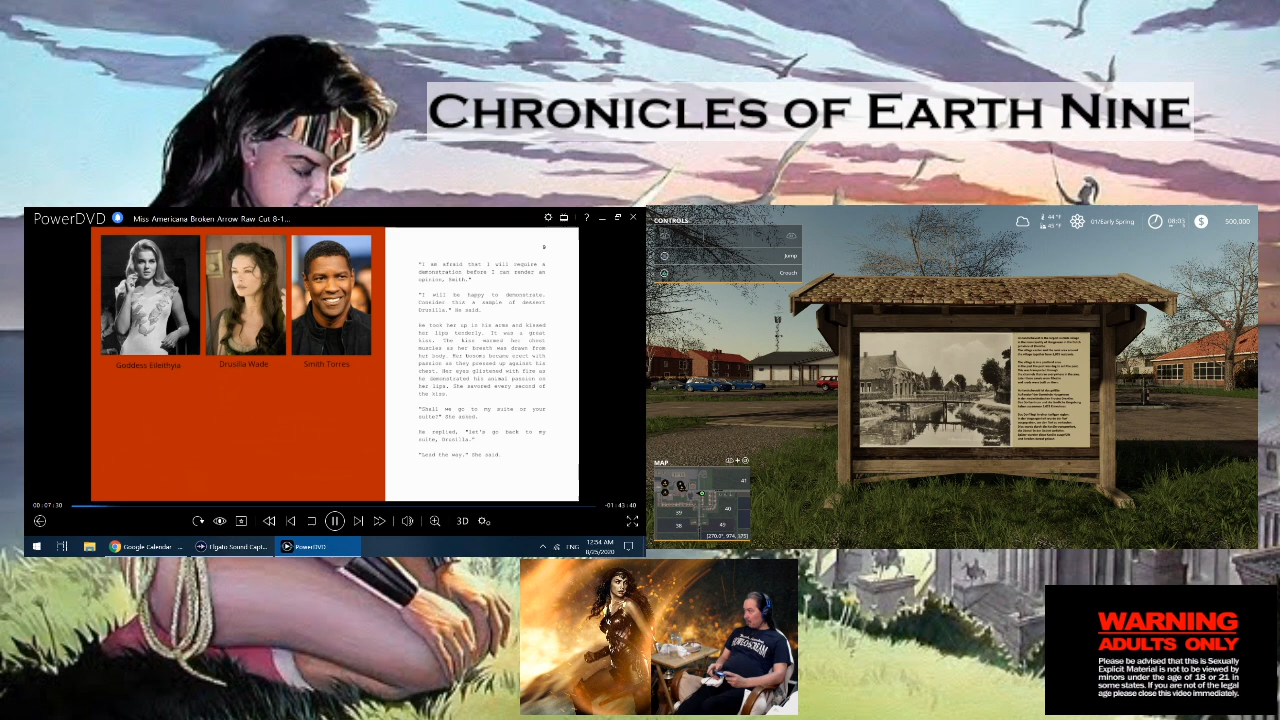 CHRONICLES OF EARTH NINE
PowerDVD
Miss Americana Broken Arrow Raw Cut 8-1...
Goddess Eileithyia
Drusilla Wade
Smith Torres
9
"I am afraid that I will require a
demonstration before I can render an
opinion, Smith."
"I will be happy to demonstrate.
Consider this a sample of dessert
Drusilla." He said.
He took her up in his arms and kissed
her lips tenderly. It was a great
kiss. The kiss warmed her chest
muscles as her breath was drawn from
her body. Her bosoms became erect with
passion as they pressed up against his
chest. Her eyes glistened with fire as
he demonstrated his animal passion on
her lips. She savored every second of
the kiss.
"Shall we go to my suite or your
suite?" She asked.
He replied, "let's go back to my
suite, Drusilla."
"Lead the way." She said.
00:07:30
-01:43:40
3D
Google Calendar ...
Elgato Sound Capt...
PowerDVD
ENG
12:54 AM
8/25/2020
CONTROLS
Jump
Crouch
44 °F
45 °F
01/Early Spring
08:03
500,000
MAP
41
40
39
38
49
[270.0°, 974, 375]
WARNING
ADULTS ONLY
Please be advised that this is Sexually
Explicit Material is not to be viewed by
minors under the age of 18 or 21 in
some states. If you are not of the legal
age please close this video immediately.